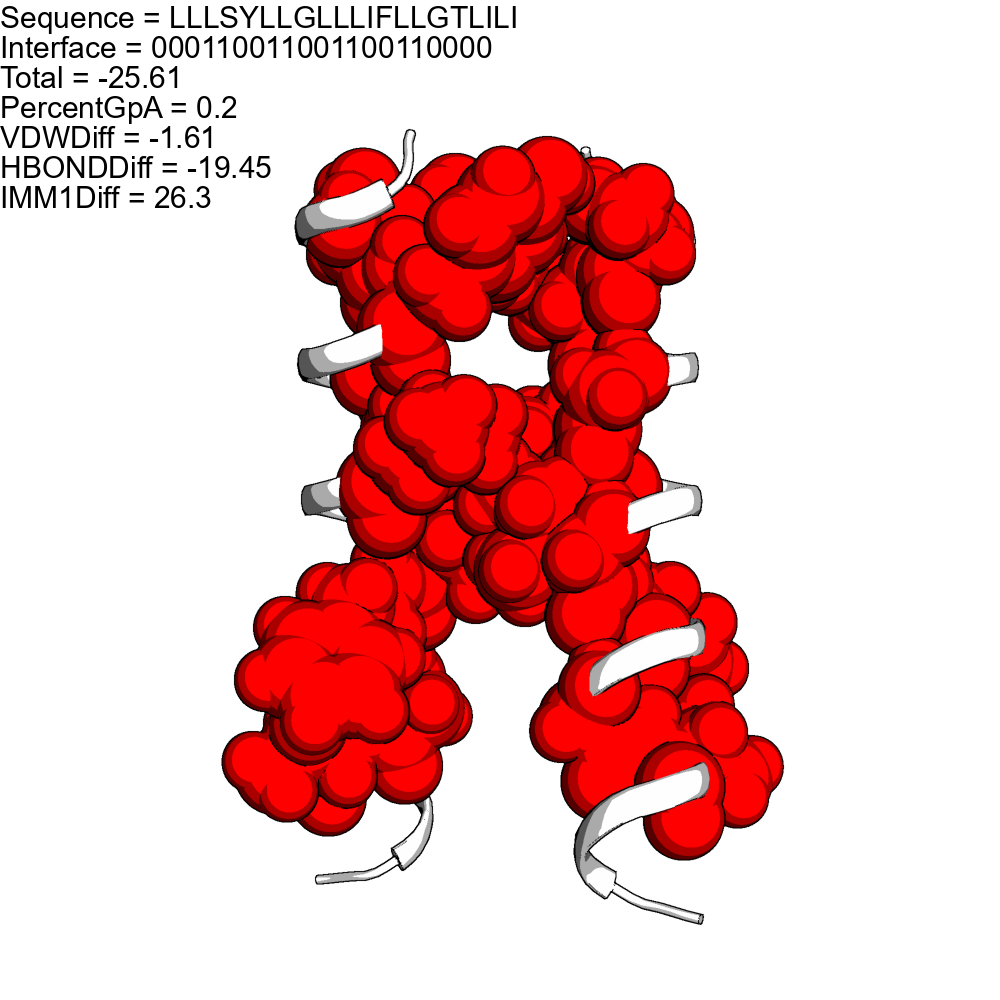 Sequence = LLLSYLLGLLLIFLLGTLILI
Interface = 000110011001100110000
Total = -25.61
PercentGpA = 0.2
VDWDiff = -1.61
HBONDDiff = -19.45
IMM1Diff = 26.3